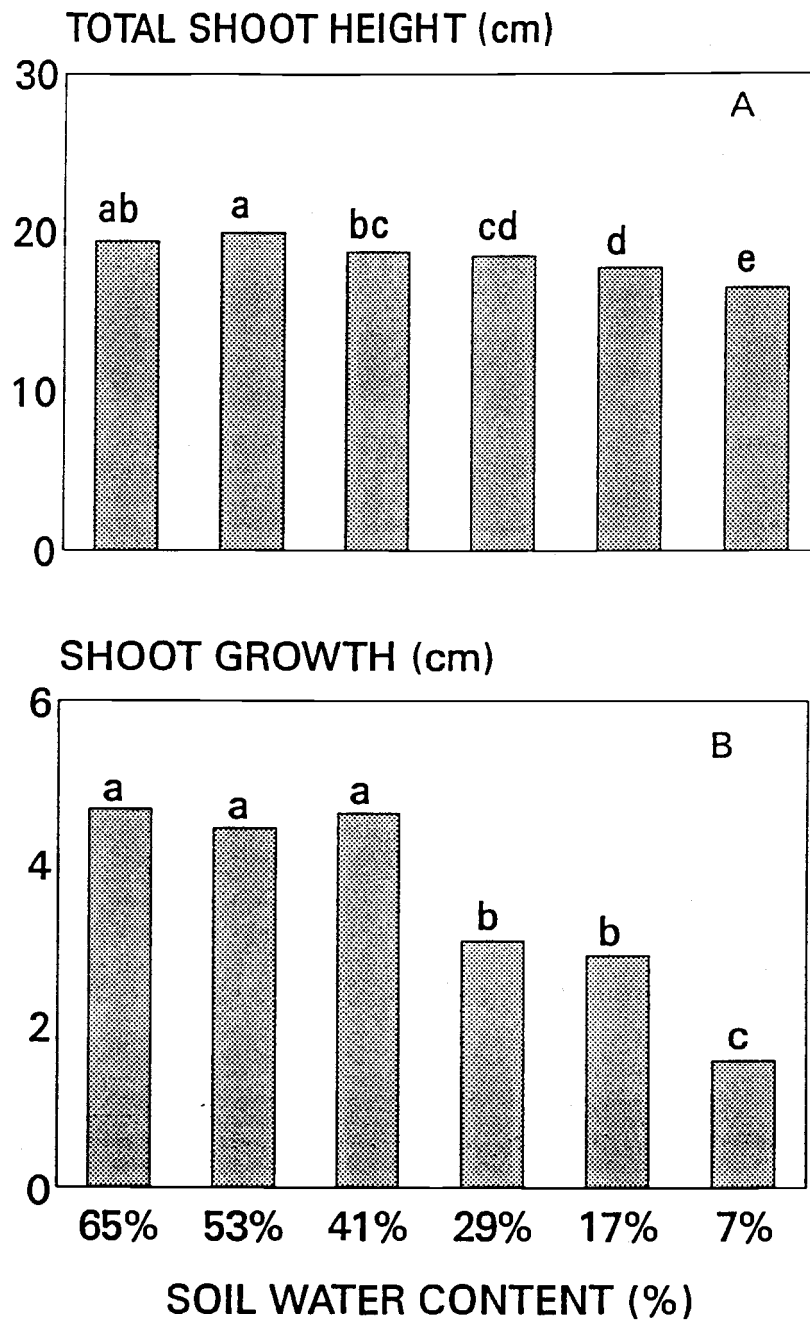 TOTAL SHOOT HEIGHT (cm)
30
A
ab a bc cd d e
20
10
0
SHOOT GROWTH (cm)
6
B
a a a b b c
4
2
0
65% 53% 41% 29% 17% 7%
SOIL WATER CONTENT (%)